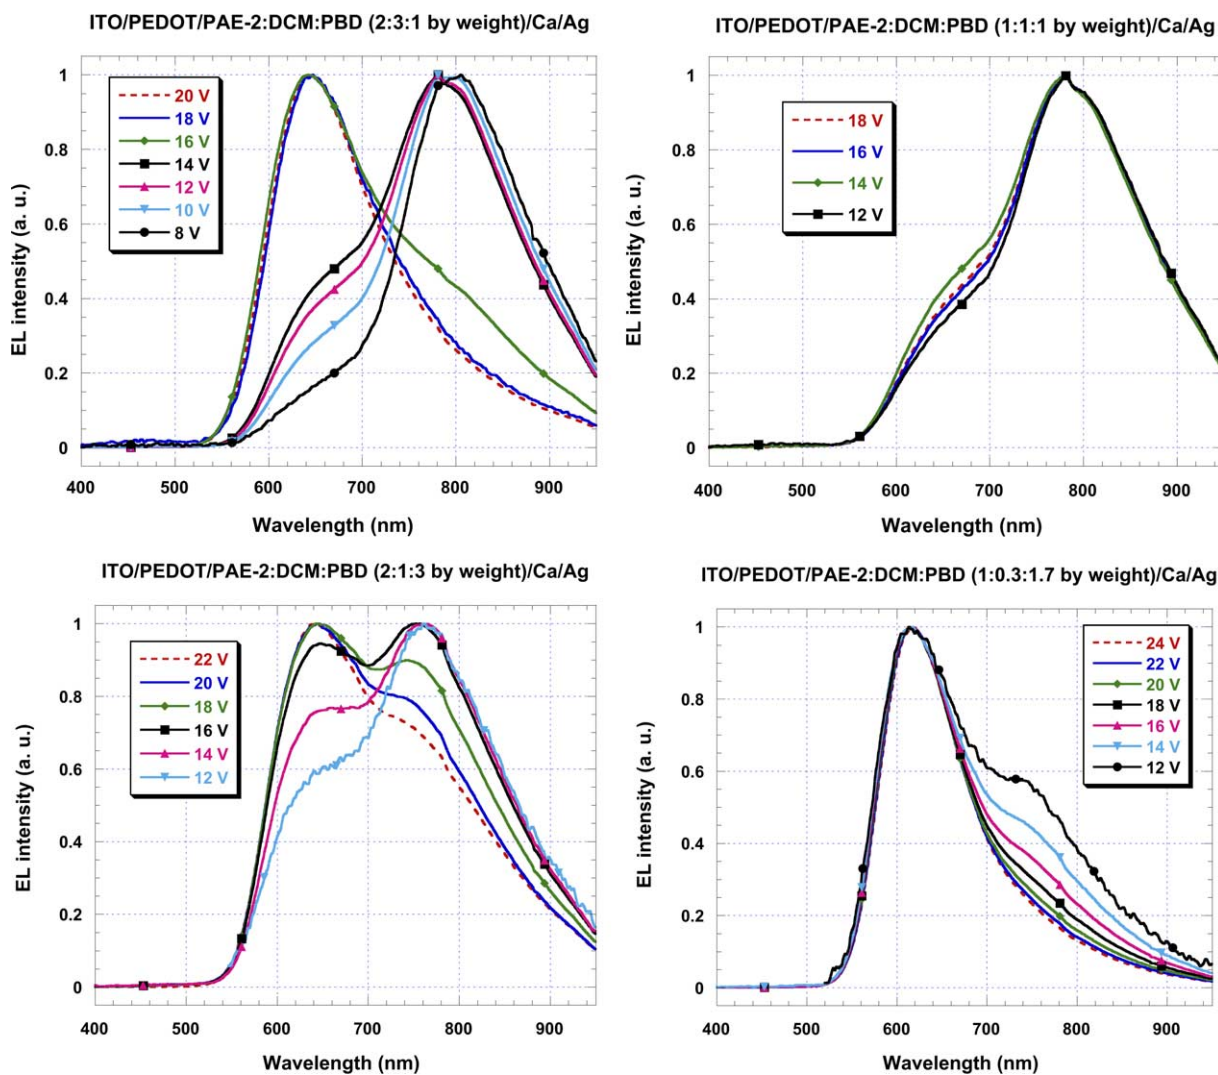 ITO/PEDOT/PAE-2:DCM:PBD (2:3:1 by weight)/Ca/Ag
EL intensity (a. u.)
1
0.8
0.6
0.4
0.2
0
20 V
18 V
16 V
14 V
12 V
10 V
8 V
400 500 600 700 800 900
Wavelength (nm)
ITO/PEDOT/PAE-2:DCM:PBD (1:1:1 by weight)/Ca/Ag
EL intensity (a. u.)
1
0.8
0.6
0.4
0.2
0
18 V
16 V
14 V
12 V
400 500 600 700 800 900
Wavelength (nm)
ITO/PEDOT/PAE-2:DCM:PBD (2:1:3 by weight)/Ca/Ag
EL intensity (a. u.)
1
0.8
0.6
0.4
0.2
0
22 V
20 V
18 V
16 V
14 V
12 V
400 500 600 700 800 900
Wavelength (nm)
ITO/PEDOT/PAE-2:DCM:PBD (1:0.3:1.7 by weight)/Ca/Ag
EL intensity (a. u.)
1
0.8
0.6
0.4
0.2
0
24 V
22 V
20 V
18 V
16 V
14 V
12 V
400 500 600 700 800 900
Wavelength (nm)